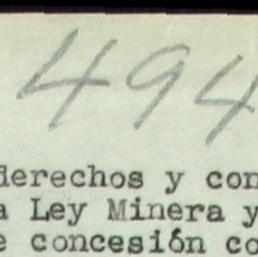 494
derechos y con
a Ley Minera y
e concesión co